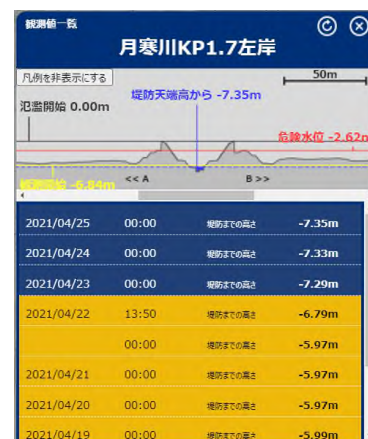 観測値一覧
月寒川KP1.7左岸
凡例を非表示にする
50m
堤防天端高から -7.35m
氾濫開始 0.00m
危険水位 -2.62m
観測開始 -6.84m
<< A
B >>
2021/04/25 00:00 堤防までの高さ -7.35m
2021/04/24 00:00 堤防までの高さ -7.33m
2021/04/23 00:00 堤防までの高さ -7.29m
2021/04/22 13:50 堤防までの高さ -6.79m
00:00 堤防までの高さ -5.97m
2021/04/21 00:00 堤防までの高さ -5.97m
2021/04/20 00:00 堤防までの高さ -5.97m
2021/04/19 00:00 堤防までの高さ -5.99m